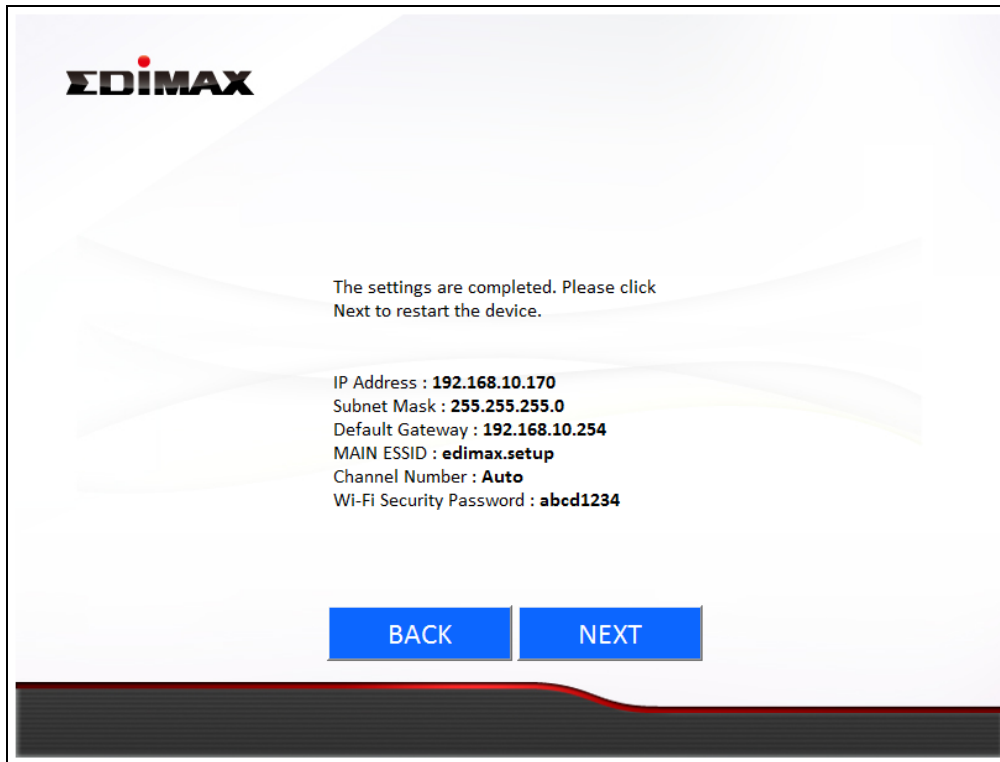 EDIMAX
The settings are completed. Please click
Next to restart the device.
IP Address : 192.168.10.170
Subnet Mask : 255.255.255.0
Default Gateway : 192.168.10.254
MAIN ESSID : edimax.setup
Channel Number : Auto
Wi-Fi Security Password : abcd1234
BACK NEXT